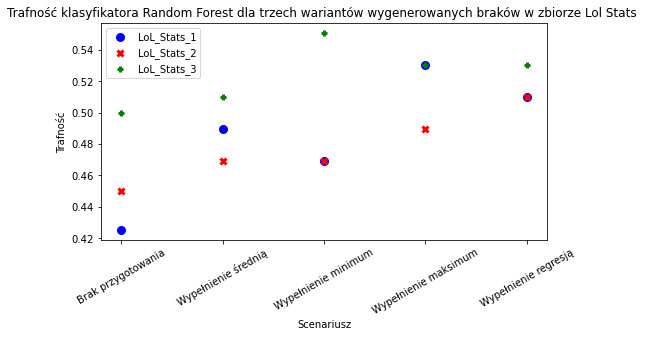 Trafność klasyfikatora Random Forest dla trzech wariantów wygenerowanych braków w zbiorze Lol Stats
LoL_Stats_1
LoL_Stats_2
LoL_Stats_3
Trafność
0.54
0.52
0.50
0.48
0.46
0.44
0.42
Brak przygotowania
Wypełnienie średnią
Wypełnienie minimum
Wypełnienie maksimum
Wypełnienie regresją
Scenariusz